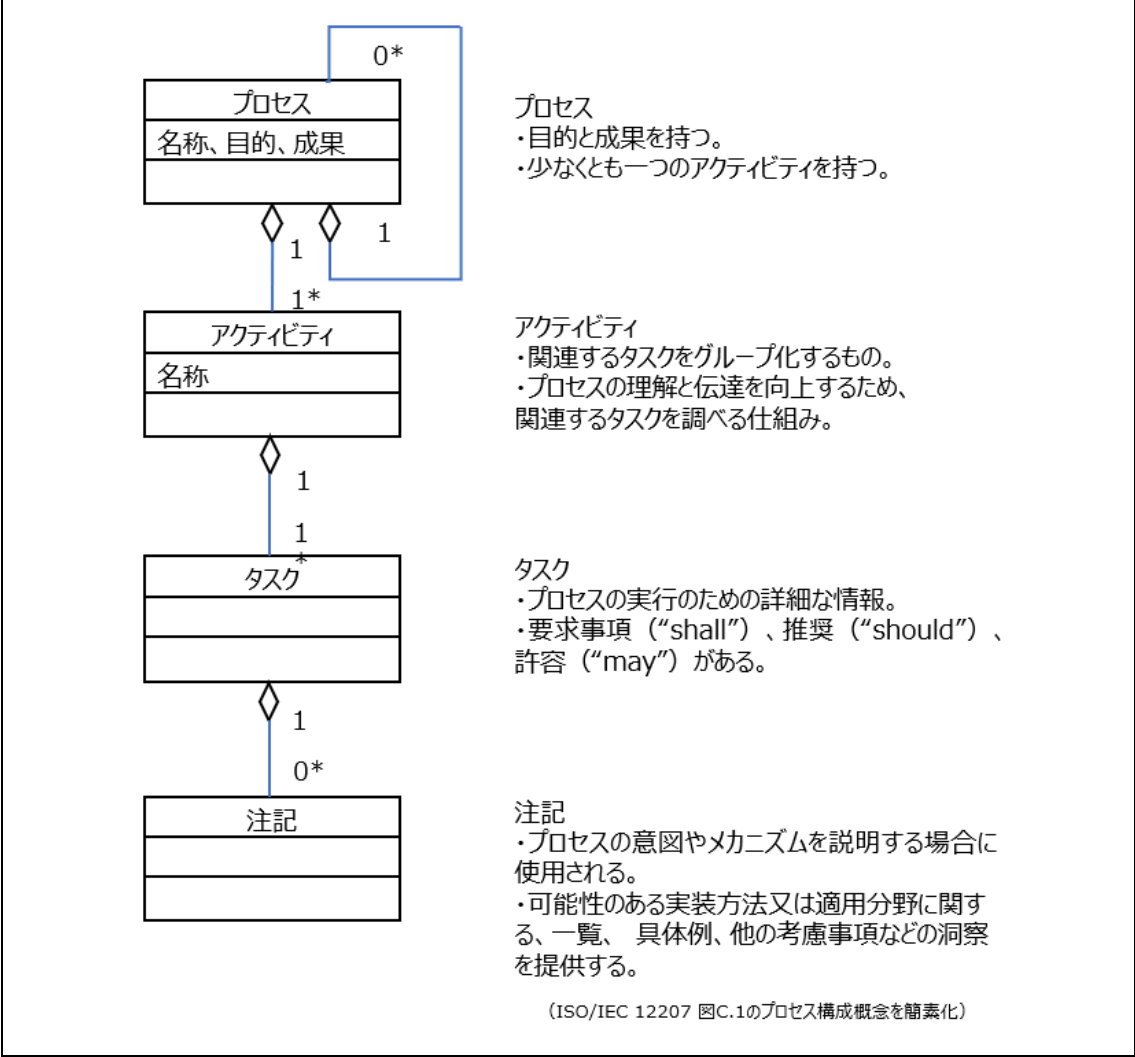 0*
プロセス
名称、目的、成果
1
1
1*
アクティビティ
名称
1
1
*
タスク
1
0*
注記
プロセス
・目的と成果を持つ。
・少なくとも一つのアクティビティを持つ。
アクティビティ
・関連するタスクをグループ化するもの。
・プロセスの理解と伝達を向上するため、
関連するタスクを調べる仕組み。
タスク
・プロセスの実行のための詳細な情報。
・要求事項（“shall”）、推奨（“should”）、
許容（“may”）がある。
注記
・プロセスの意図やメカニズムを説明する場合に
使用される。
・可能性のある実装方法又は適用分野に関す
る、一覧、 具体例、他の考慮事項などの洞察
を提供する。
（ISO/IEC 12207 図C.1のプロセス構成概念を簡素化）